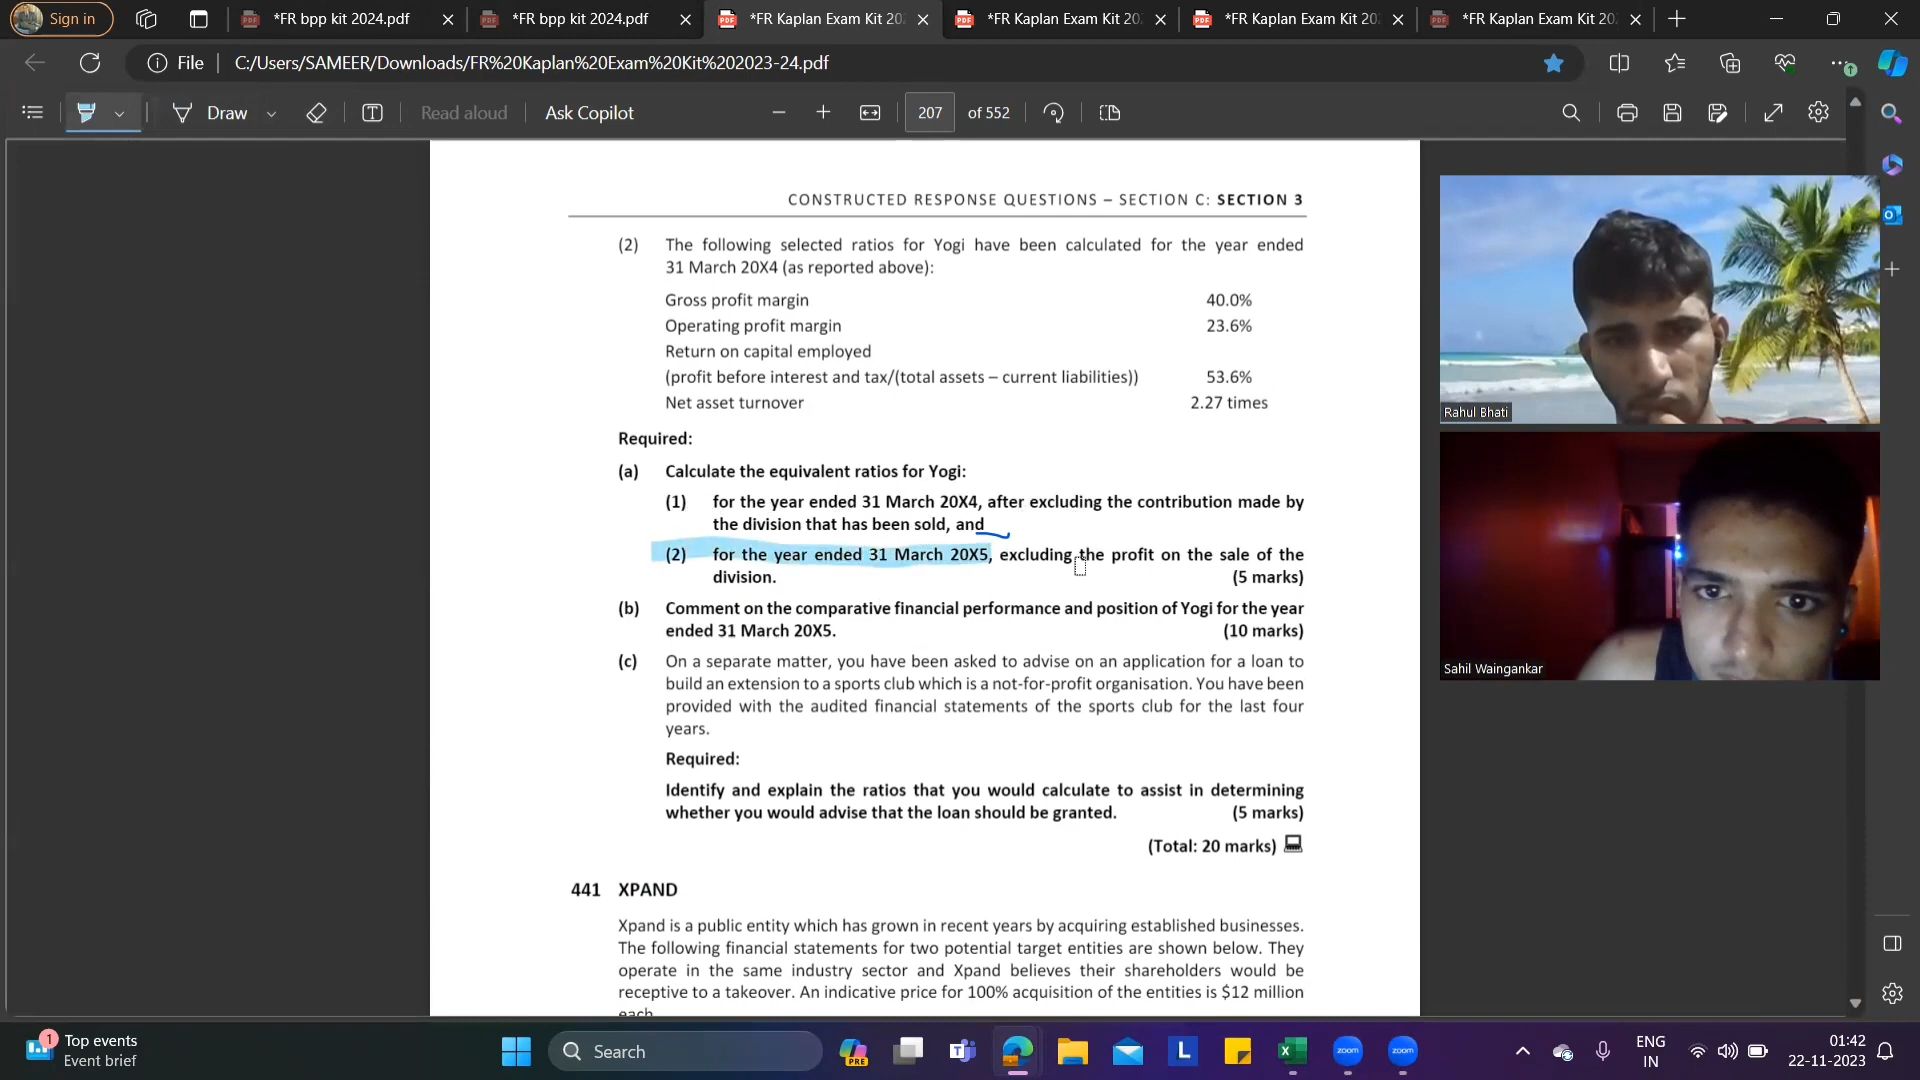 Sign in
*FR bpp kit 2024.pdf
*FR bpp kit 2024.pdf
*FR Kaplan Exam Kit 202
*FR Kaplan Exam Kit 202
*FR Kaplan Exam Kit 202
*FR Kaplan Exam Kit 202
File
C:/Users/SAMEER/Downloads/FR%20Kaplan%20Exam%20Kit%202023-24.pdf
Draw
Read aloud
Ask Copilot
207 of 552
CONSTRUCTED RESPONSE QUESTIONS – SECTION C: SECTION 3
(2) The following selected ratios for Yogi have been calculated for the year ended
31 March 20X4 (as reported above):
Gross profit margin 40.0%
Operating profit margin 23.6%
Return on capital employed
(profit before interest and tax/(total assets – current liabilities)) 53.6%
Net asset turnover 2.27 times
Required:
(a) Calculate the equivalent ratios for Yogi:
(1) for the year ended 31 March 20X4, after excluding the contribution made by
the division that has been sold, and
(2) for the year ended 31 March 20X5, excluding the profit on the sale of the
division. (5 marks)
(b) Comment on the comparative financial performance and position of Yogi for the year
ended 31 March 20X5. (10 marks)
(c) On a separate matter, you have been asked to advise on an application for a loan to
build an extension to a sports club which is a not-for-profit organisation. You have been
provided with the audited financial statements of the sports club for the last four
years.
Required:
Identify and explain the ratios that you would calculate to assist in determining
whether you would advise that the loan should be granted. (5 marks)
(Total: 20 marks)
441 XPAND
Xpand is a public entity which has grown in recent years by acquiring established businesses.
The following financial statements for two potential target entities are shown below. They
operate in the same industry sector and Xpand believes their shareholders would be
receptive to a takeover. An indicative price for 100% acquisition of the entities is $12 million
each.
Rahul Bhati
Sahil Waingankar
1
Top events
Event brief
Search
PRE
L
zoom
zoom
ENG
IN
01:42
22-11-2023